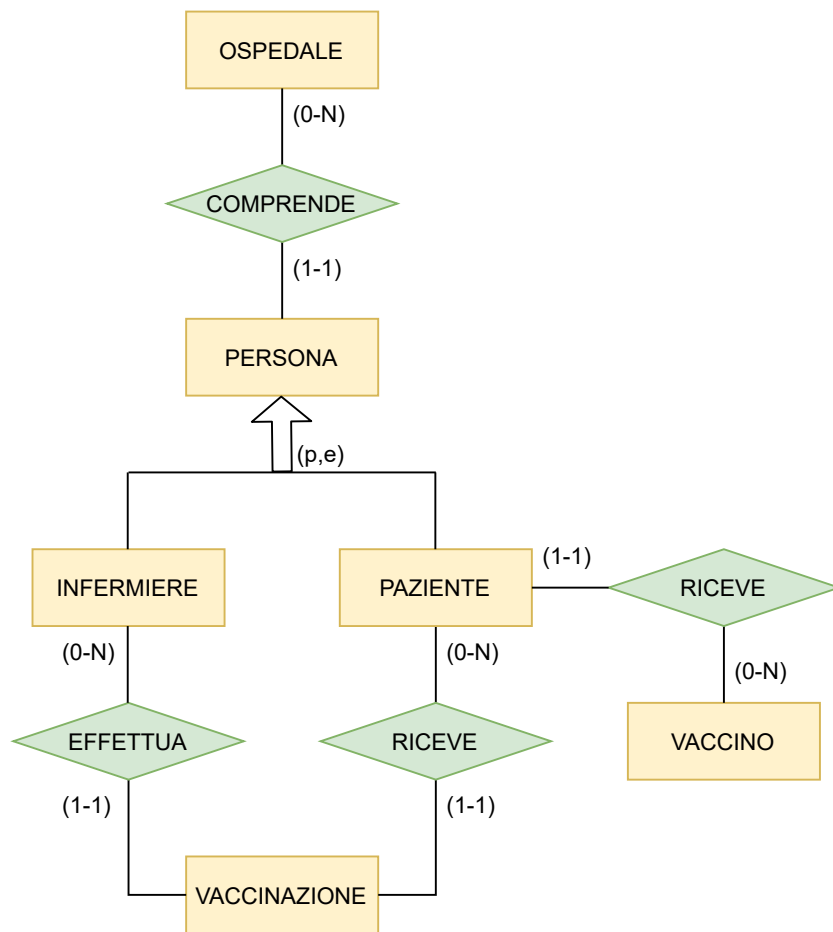 OSPEDALE
(0-N)
COMPRENDE
(1-1)
PERSONA
(p,e)
INFERMIERE
PAZIENTE
(1-1)
RICEVE
(0-N)
(0-N)
(0-N)
EFFETTUA
RICEVE
VACCINO
(1-1)
(1-1)
VACCINAZIONE